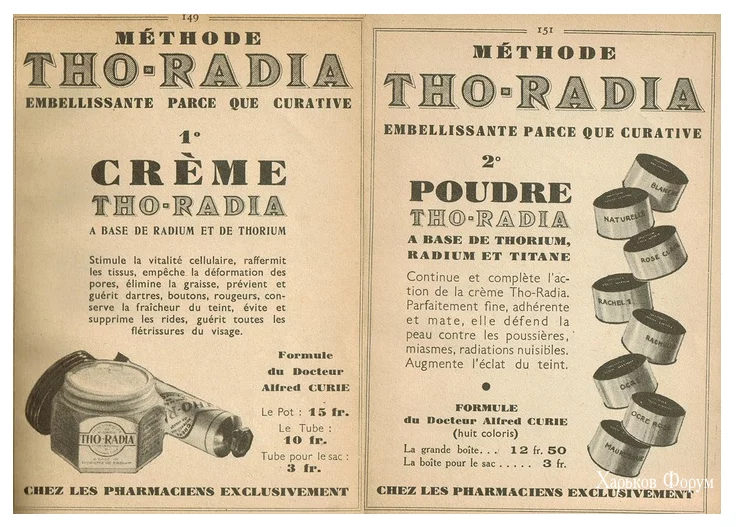 149
MÉTHODE
THO-RADIA
EMBELLISSANTE PARCE QUE CURATIVE
1°
CRÈME
THO-RADIA
A BASE DE RADIUM ET DE THORIUM
Stimule la vitalité cellulaire, raffermit
les tissus, empêche la déformation des
pores, élimine la graisse, prévient et
guérit dartres, boutons, rougeurs, con-
serve la fraîcheur du teint, évite et
supprime les rides, guérit toutes les
flétrissures du visage.
Formule
du Docteur
Alfred CURIE
Le Pot : 15 fr.
Le Tube :
10 fr.
Tube pour le sac :
3 fr.
THO-RADIA
CHEZ LES PHARMACIENS EXCLUSIVEMENT
151
MÉTHODE
THO-RADIA
EMBELLISSANTE PARCE QUE CURATIVE
2°
POUDRE
THO-RADIA
A BASE DE THORIUM,
RADIUM ET TITANE
Continue et complète l'ac-
tion de la crème Tho-Radia.
Parfaitement fine, adhérente
et mate, elle défend la
peau contre les poussières,
miasmes, radiations nuisibles.
Augmente l'éclat du teint.
FORMULE
du Docteur Alfred CURIE
(huit coloris)
La grande boîte... 12 fr. 50
La boîte pour le sac ..... 3 fr.
BLANCHE
NATURELLE
ROSE CLAIR
RACHEL
OCRE
OCRE ROSE
CHEZ LES PHARMACIENS EXCLUSIVEMENT
Харьков Форум